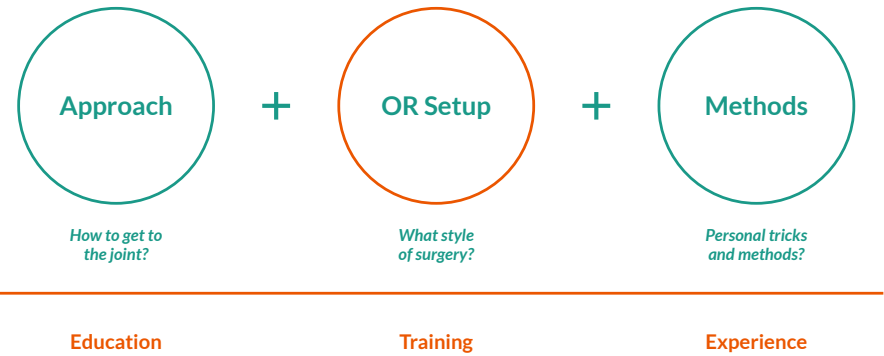 Approach + OR Setup + Methods
How to get to
the joint?
What style
of surgery?
Personal tricks
and methods?
Education
Training
Experience